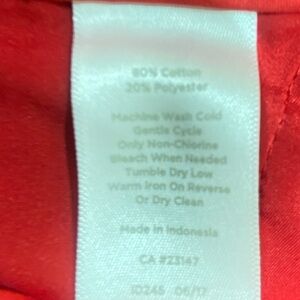 80% Cotton
20% Polyester
Machine Wash Cold
Gentle Cycle
Only Non-Chlorine
Bleach When Needed
Tumble Dry Low
Warm Iron On Reverse
Or Dry Clean
Made in Indonesia
CA #23147
ID245 06/17